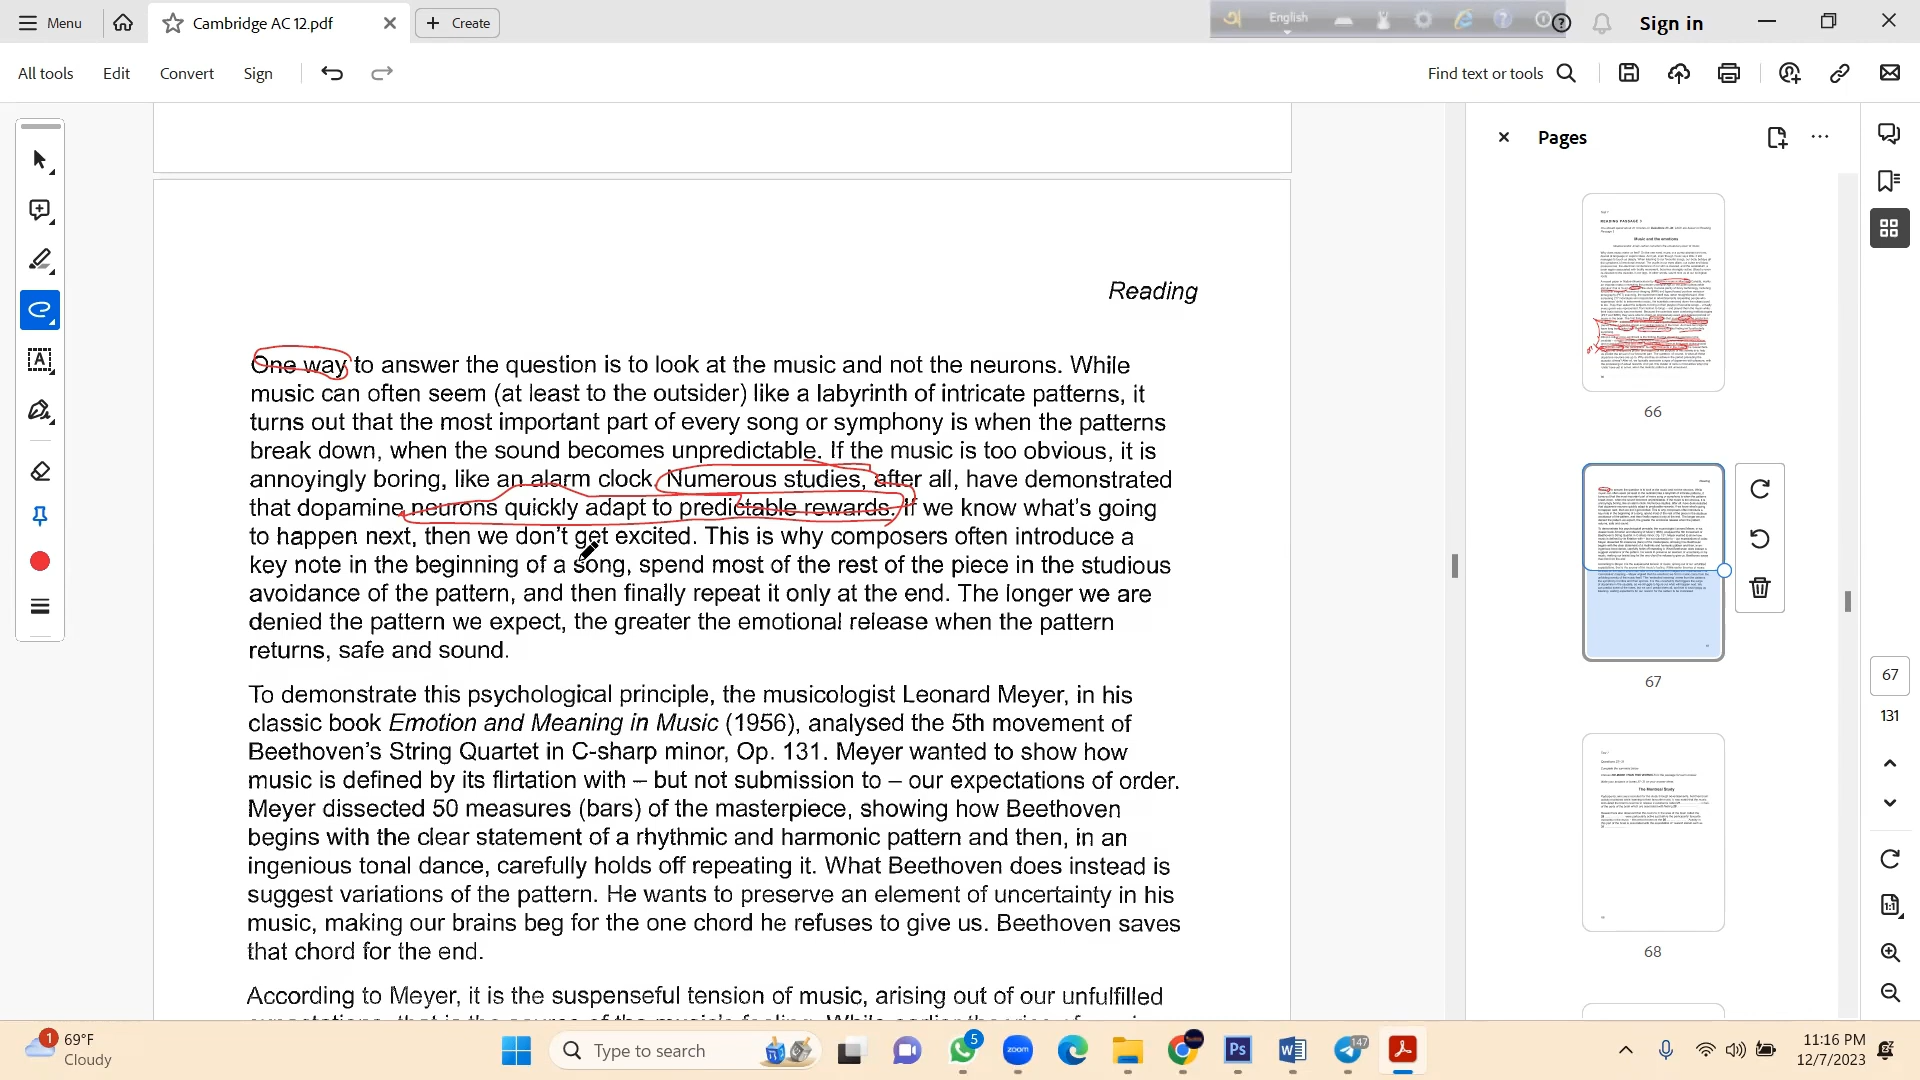 Menu
Cambridge AC 12.pdf
Create
English
Sign in
All tools
Edit
Convert
Sign
Find text or tools
Reading
One way to answer the question is to look at the music and not the neurons. While
music can often seem (at least to the outsider) like a labyrinth of intricate patterns, it
turns out that the most important part of every song or symphony is when the patterns
break down, when the sound becomes unpredictable. If the music is too obvious, it is
annoyingly boring, like an alarm clock. Numerous studies, after all, have demonstrated
that dopamine neurons quickly adapt to predictable rewards. If we know what's going
to happen next, then we don't get excited. This is why composers often introduce a
key note in the beginning of a song, spend most of the rest of the piece in the studious
avoidance of the pattern, and then finally repeat it only at the end. The longer we are
denied the pattern we expect, the greater the emotional release when the pattern
returns, safe and sound.
To demonstrate this psychological principle, the musicologist Leonard Meyer, in his
classic book Emotion and Meaning in Music (1956), analysed the 5th movement of
Beethoven's String Quartet in C-sharp minor, Op. 131. Meyer wanted to show how
music is defined by its flirtation with – but not submission to – our expectations of order.
Meyer dissected 50 measures (bars) of the masterpiece, showing how Beethoven
begins with the clear statement of a rhythmic and harmonic pattern and then, in an
ingenious tonal dance, carefully holds off repeating it. What Beethoven does instead is
suggest variations of the pattern. He wants to preserve an element of uncertainty in his
music, making our brains beg for the one chord he refuses to give us. Beethoven saves
that chord for the end.
According to Meyer, it is the suspenseful tension of music, arising out of our unfulfilled
Pages
66
67
68
67
131
1
69°F
Cloudy
Type to search
5
zoom
Ps
147
11:16 PM
12/7/2023